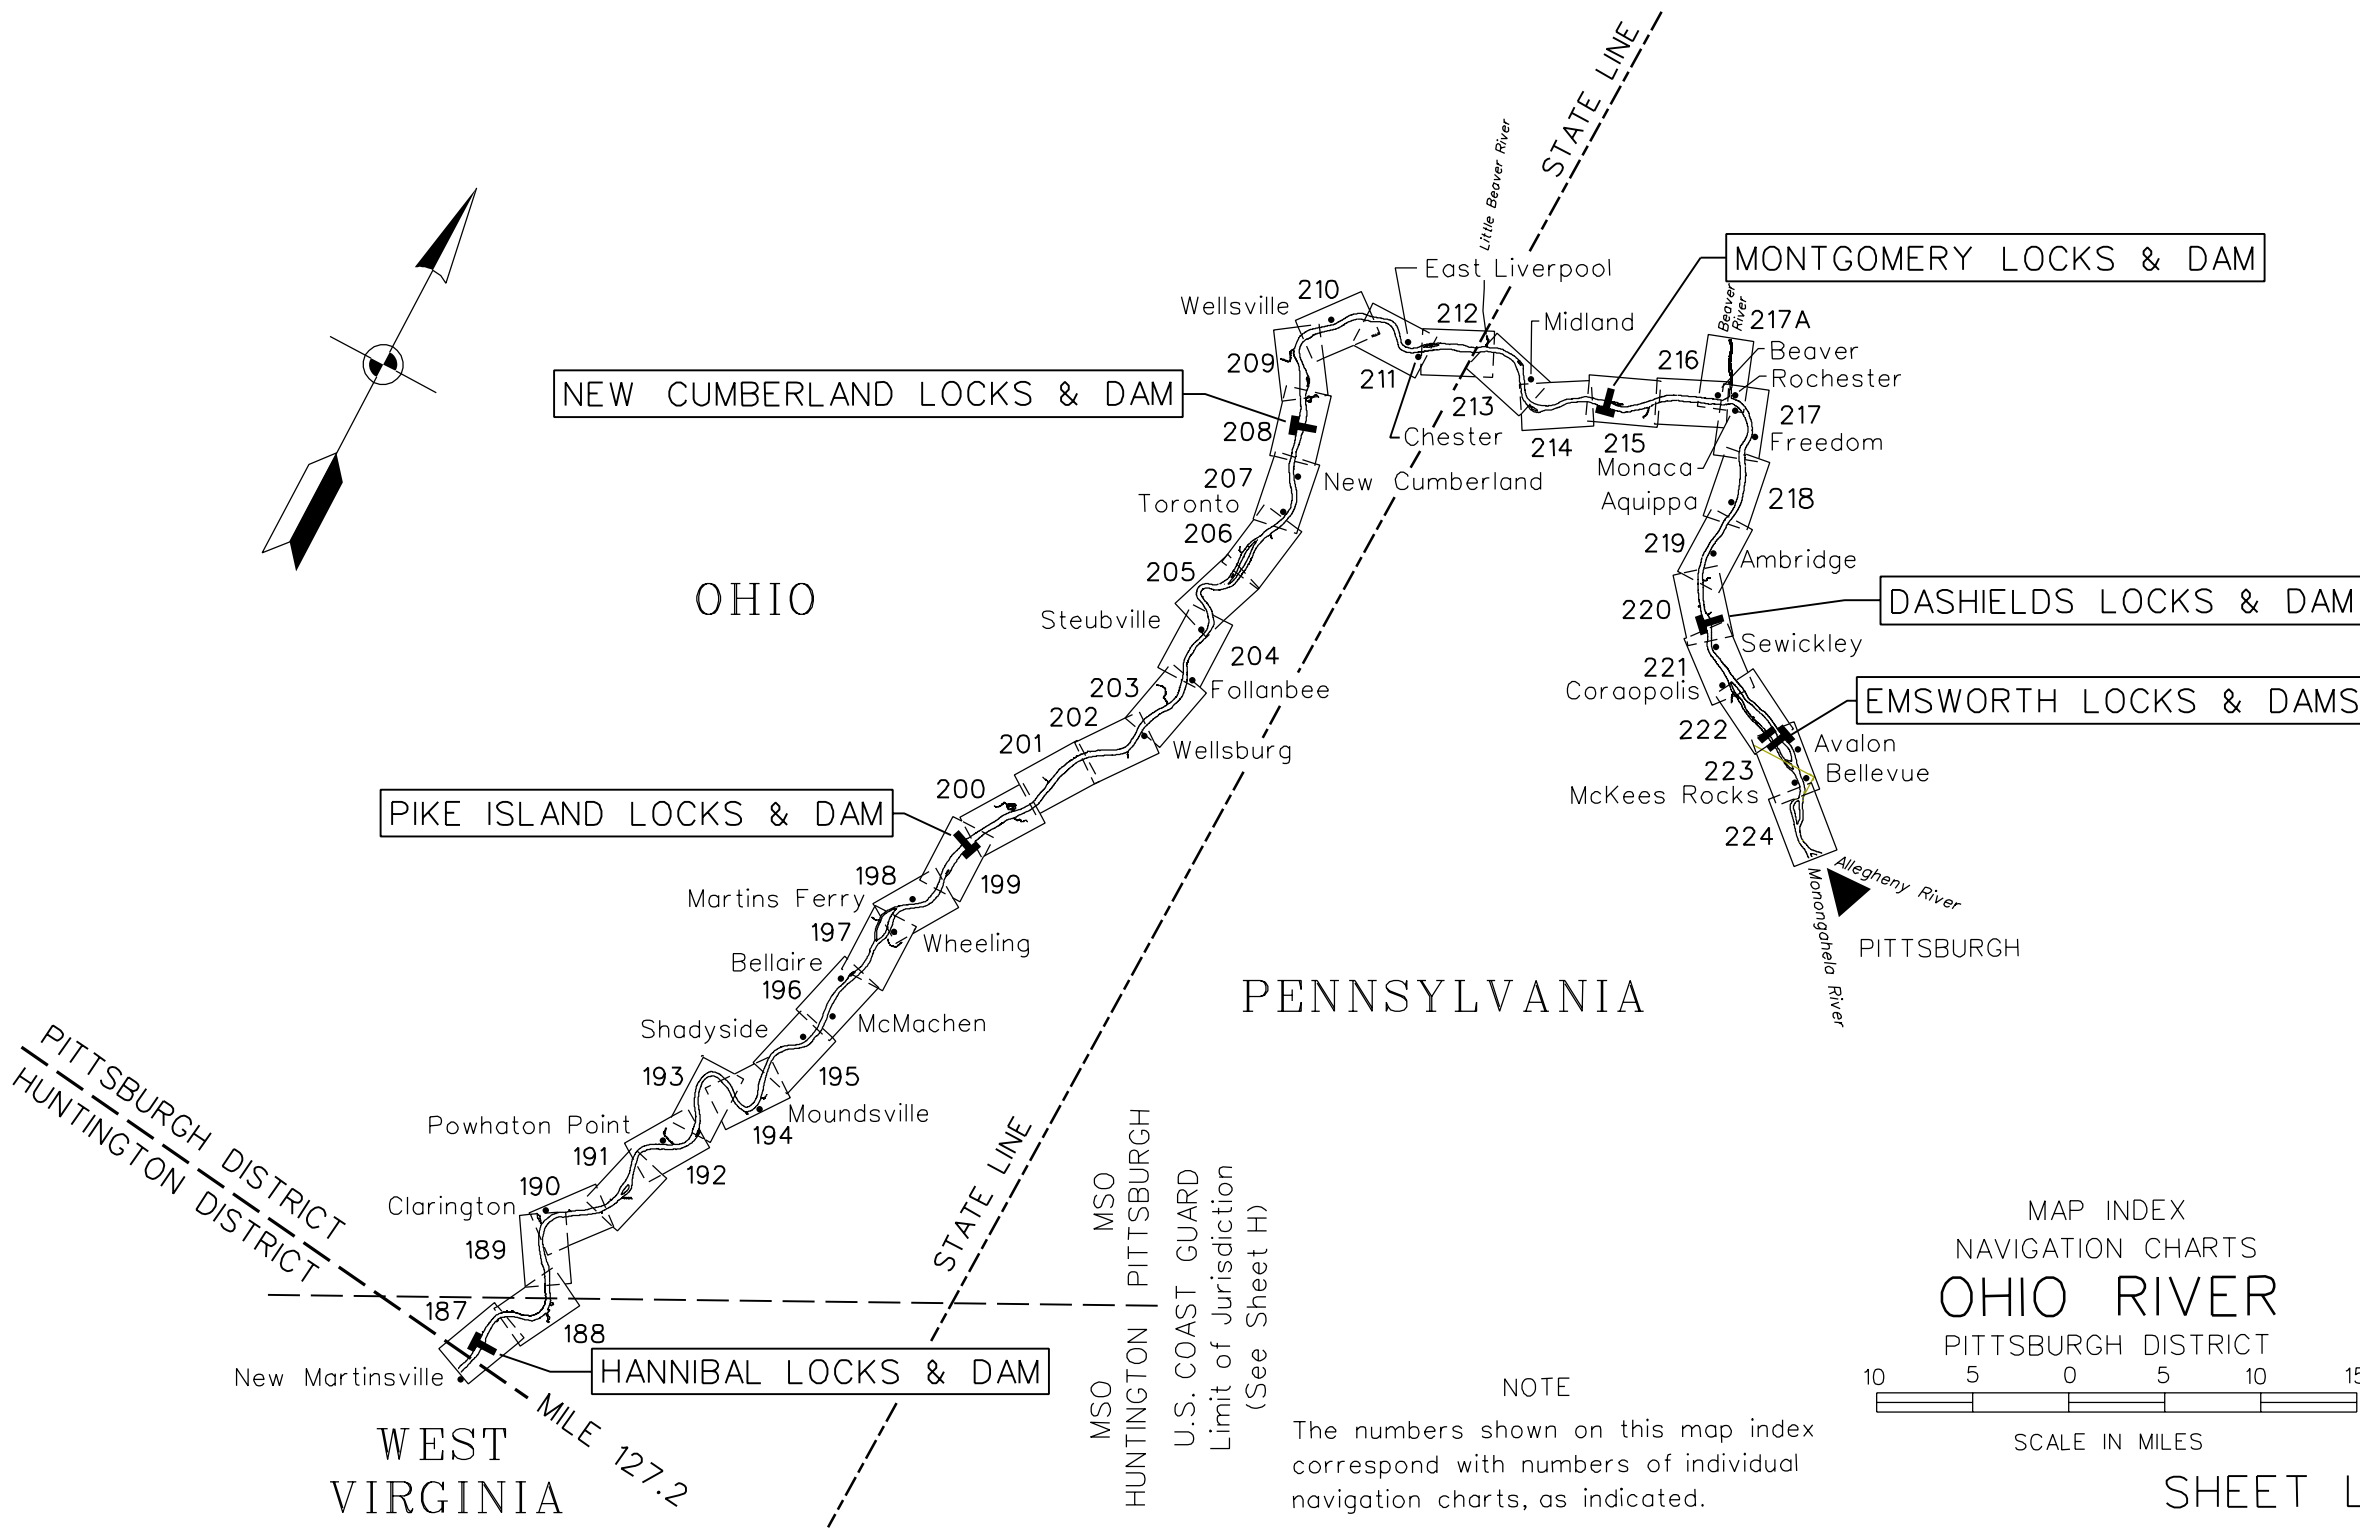 STATE LINE
Little Beaver River
MONTGOMERY LOCKS & DAM
East Liverpool
Wellsville
210
212
Midland
Beaver
River
217A
209
211
213
216
Beaver
Rochester
NEW CUMBERLAND LOCKS & DAM
208
Chester
214
215
217
Freedom
Monaca
207
New Cumberland
Toronto
Aquippa
218
206
219
Ambridge
205
OHIO
DASHIELDS LOCKS & DAM
220
Steubville
Sewickley
204
221
203
Follanbee
Coraopolis
EMSWORTH LOCKS & DAMS
202
222
201
Wellsburg
Avalon
223
Bellevue
200
McKees Rocks
PIKE ISLAND LOCKS & DAM
224
Allegheny River
Monongahela River
PITTSBURGH
198
199
Martins Ferry
197
Wheeling
Bellaire
196
PENNSYLVANIA
Shadyside
McMachen
193
195
Powhaton Point
Moundsville
194
191
192
190
Clarington
189
PITTSBURGH DISTRICT
HUNTINGTON DISTRICT
187
188
HANNIBAL LOCKS & DAM
New Martinsville
MILE 127.2
WEST
VIRGINIA
STATE LINE
MSO
PITTSBURGH
MSO
HUNTINGTON
U.S. COAST GUARD
Limit of Jurisdiction
(See Sheet H)
NOTE
The numbers shown on this map index
correspond with numbers of individual
navigation charts, as indicated.
MAP INDEX
NAVIGATION CHARTS
OHIO RIVER
PITTSBURGH DISTRICT
10 5 0 5 10 15
SCALE IN MILES
SHEET L